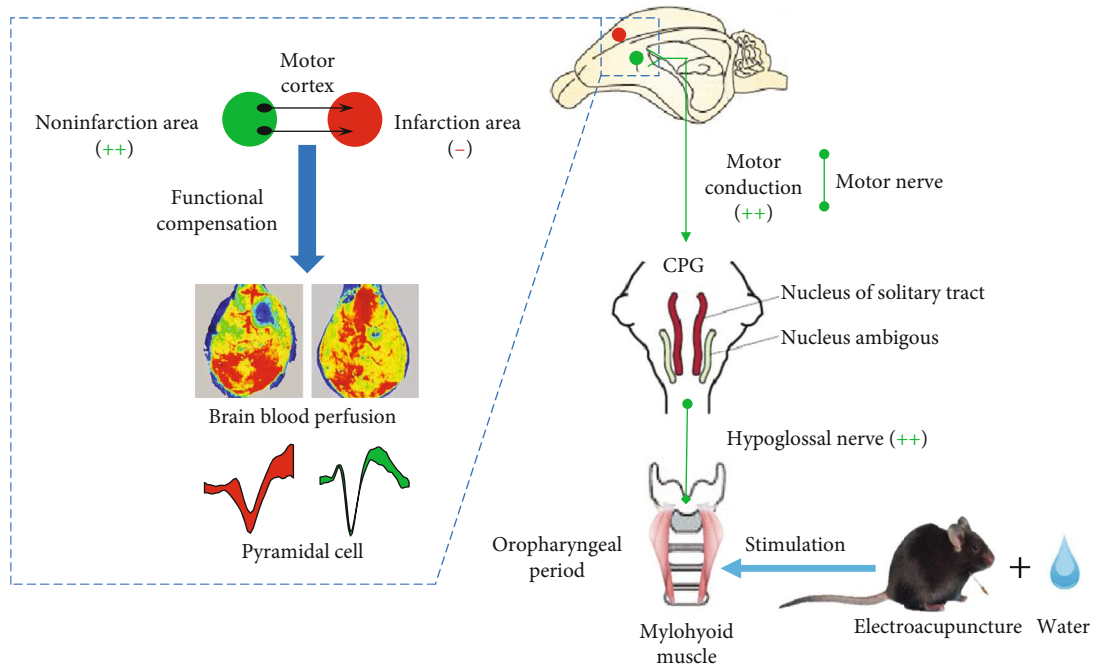 Motor
cortex
Noninfarction area
(++)
Infarction area
(–)
Functional
compensation
Brain blood perfusion
Pyramidal cell
Motor
conduction
(++)
Motor nerve
CPG
Nucleus of solitary tract
Nucleus ambigous
Hypoglossal nerve (++)
Oropharyngeal
period
Stimulation
Mylohyoid
muscle
+
Electroacupuncture
Water